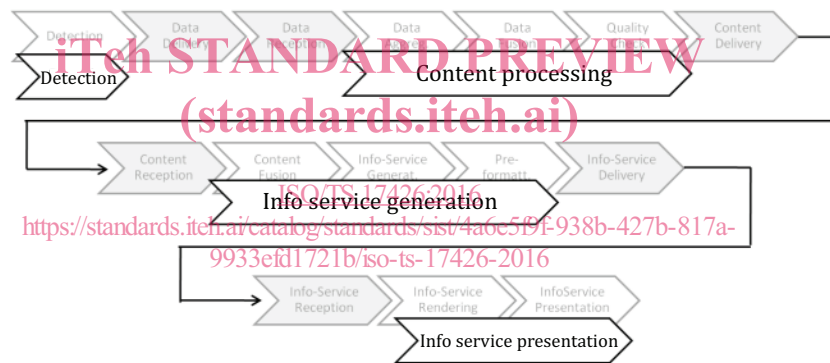 Detection
Data
Delivery
Data
Reception
Data
Aggreg.
Data
Fusion
Quality
Check
Content
Delivery
iTeh STANDARD PREVIEW
Detection
Content processing
(standards.iteh.ai)
Content
Reception
Content
Fusion
Info-Service
Generat.
Pre-
formatt.
Info-Service
Delivery
ISO/TS 17426:2016
Info service generation
https://standards.iteh.ai/catalog/standards/sist/4a6e5f9f-938b-427b-817a-
9933efd1721b/iso-ts-17426-2016
Info-Service
Reception
Info-Service
Rendering
InfoService
Presentation
Info service presentation